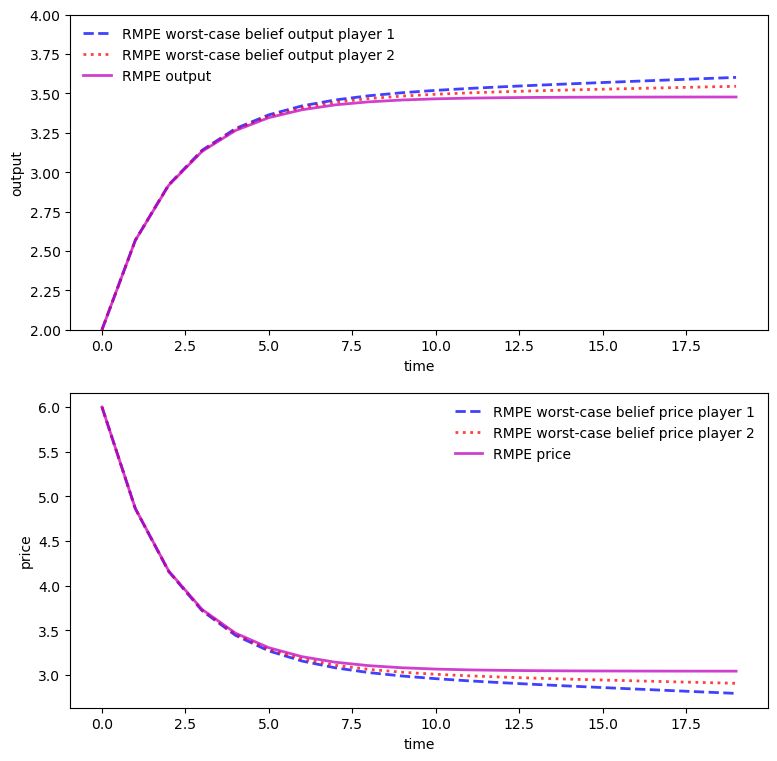 4.00
3.75
3.50
3.25
3.00
2.75
2.50
2.25
2.00
output
RMPE worst-case belief output player 1
RMPE worst-case belief output player 2
RMPE output
0.0 2.5 5.0 7.5 10.0 12.5 15.0 17.5
time
6.0
5.5
5.0
4.5
4.0
3.5
3.0
price
RMPE worst-case belief price player 1
RMPE worst-case belief price player 2
RMPE price
0.0 2.5 5.0 7.5 10.0 12.5 15.0 17.5
time